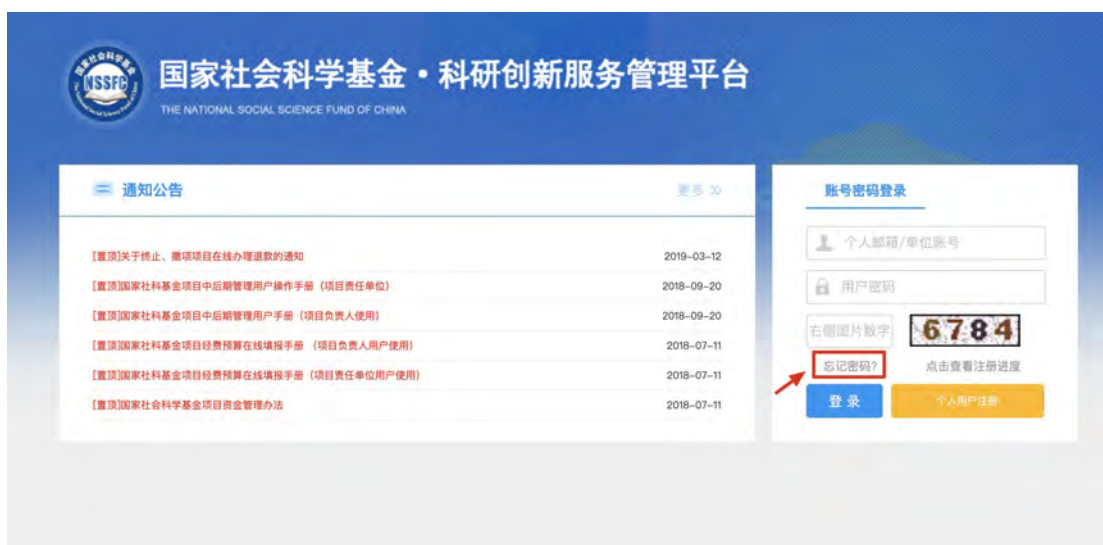 NSSFC
国家社会科学基金·科研创新服务管理平台
THE NATIONAL SOCIAL SCIENCE FUND OF CHINA
通知公告
更多
[置顶]关于终止、撤项项目在线办理退款的通知 2019-03-12
[置顶]国家社科基金项目中后期管理用户操作手册（项目责任单位） 2018-09-20
[置顶]国家社科基金项目中后期管理用户手册（项目负责人使用） 2018-09-20
[置顶]国家社科基金项目经费预算在线填报手册 （项目负责人用户使用） 2018-07-11
[置顶]国家社科基金项目经费预算在线填报手册（项目责任单位用户使用） 2018-07-11
[置顶]国家社会科学基金项目资金管理办法 2018-07-11
账号密码登录
个人邮箱/单位账号
用户密码
右侧图片数字 6784
忘记密码? 点击查看注册进度
登录 个人用户注册